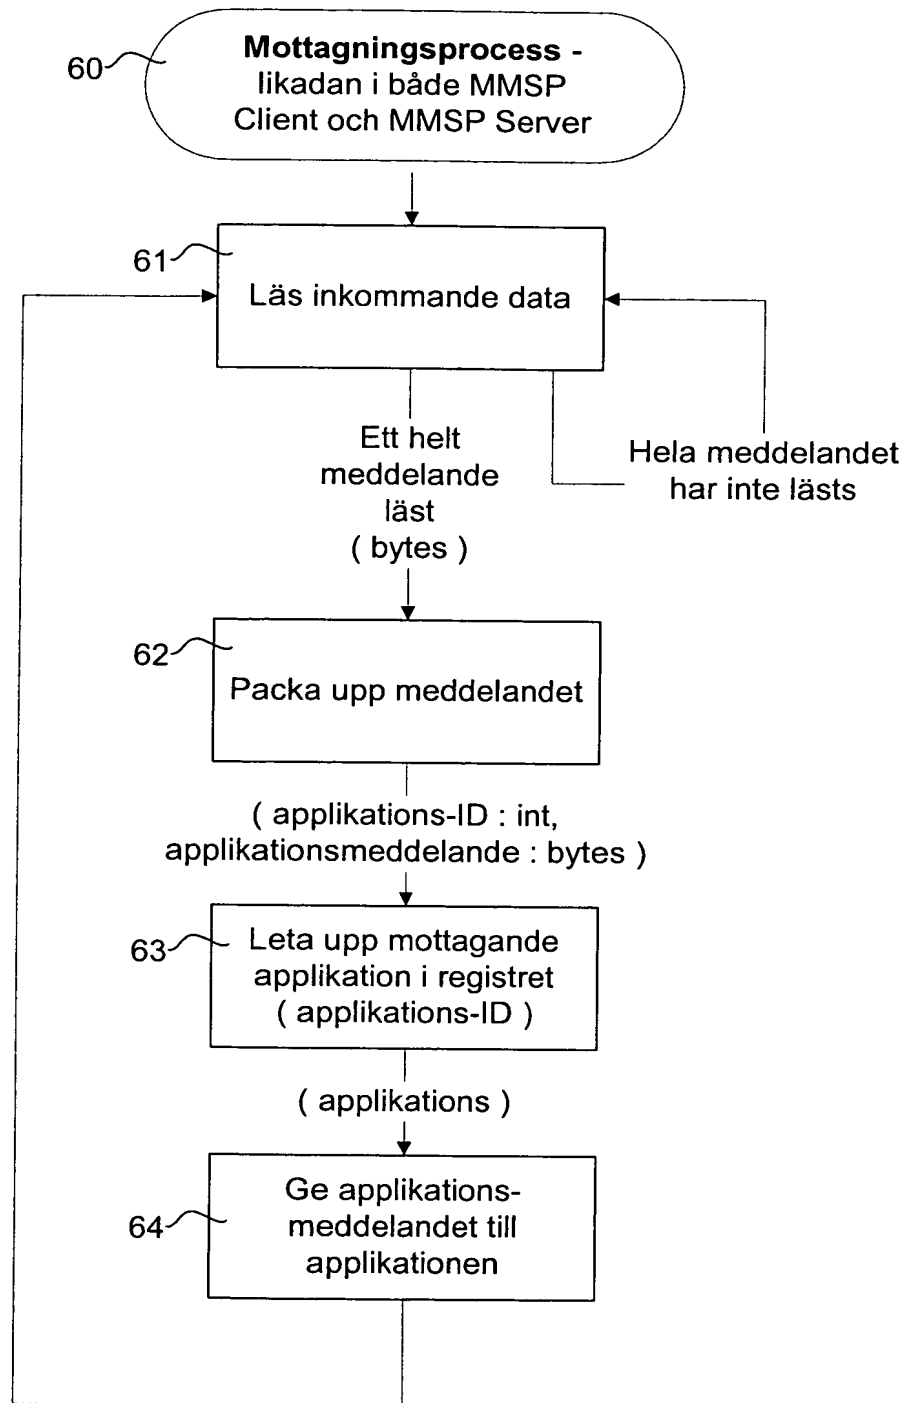 60
Mottagningsprocess -
likadan i både MMSP
Client och MMSP Server
61
Läs inkommande data
Ett helt
meddelande
läst
( bytes )
Hela meddelandet
har inte lästs
62
Packa upp meddelandet
( applikations-ID : int,
applikationsmeddelande : bytes )
63
Leta upp mottagande
applikation i registret
( applikations-ID )
( applikations )
64
Ge applikations-
meddelandet till
applikationen